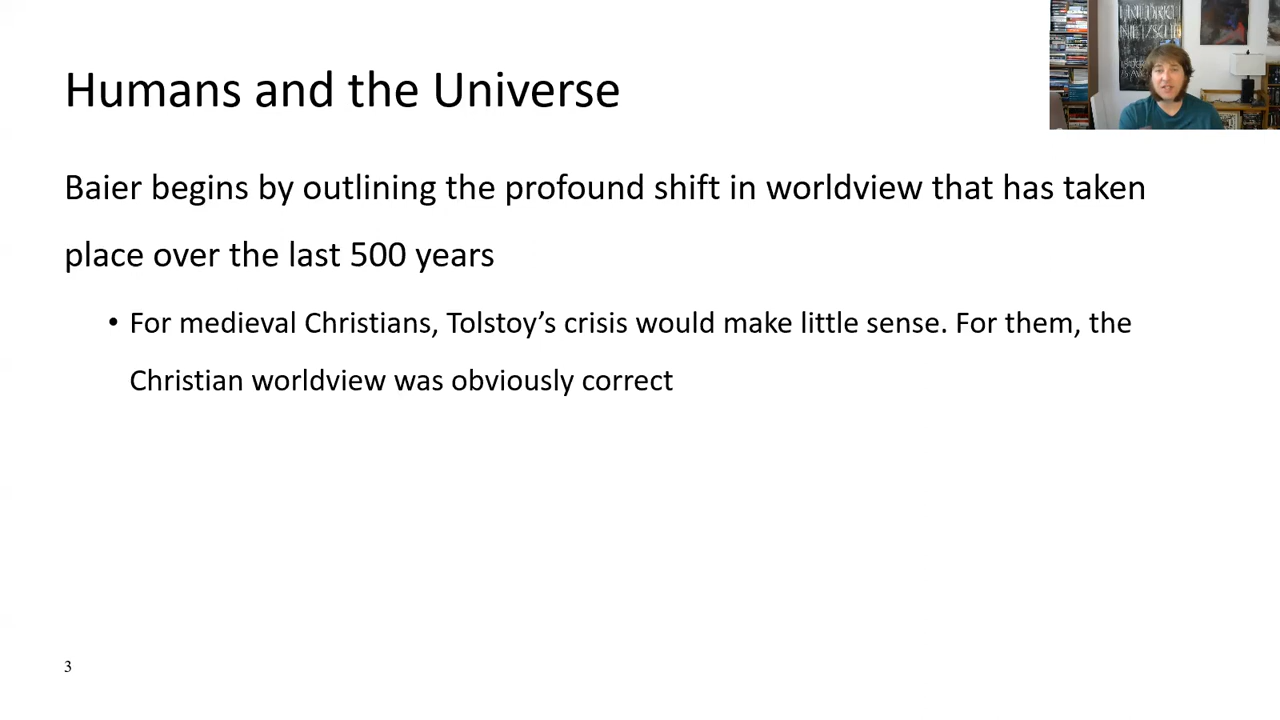 Humans and the Universe
Baier begins by outlining the profound shift in worldview that has taken
place over the last 500 years
• For medieval Christians, Tolstoy’s crisis would make little sense. For them, the
Christian worldview was obviously correct
3